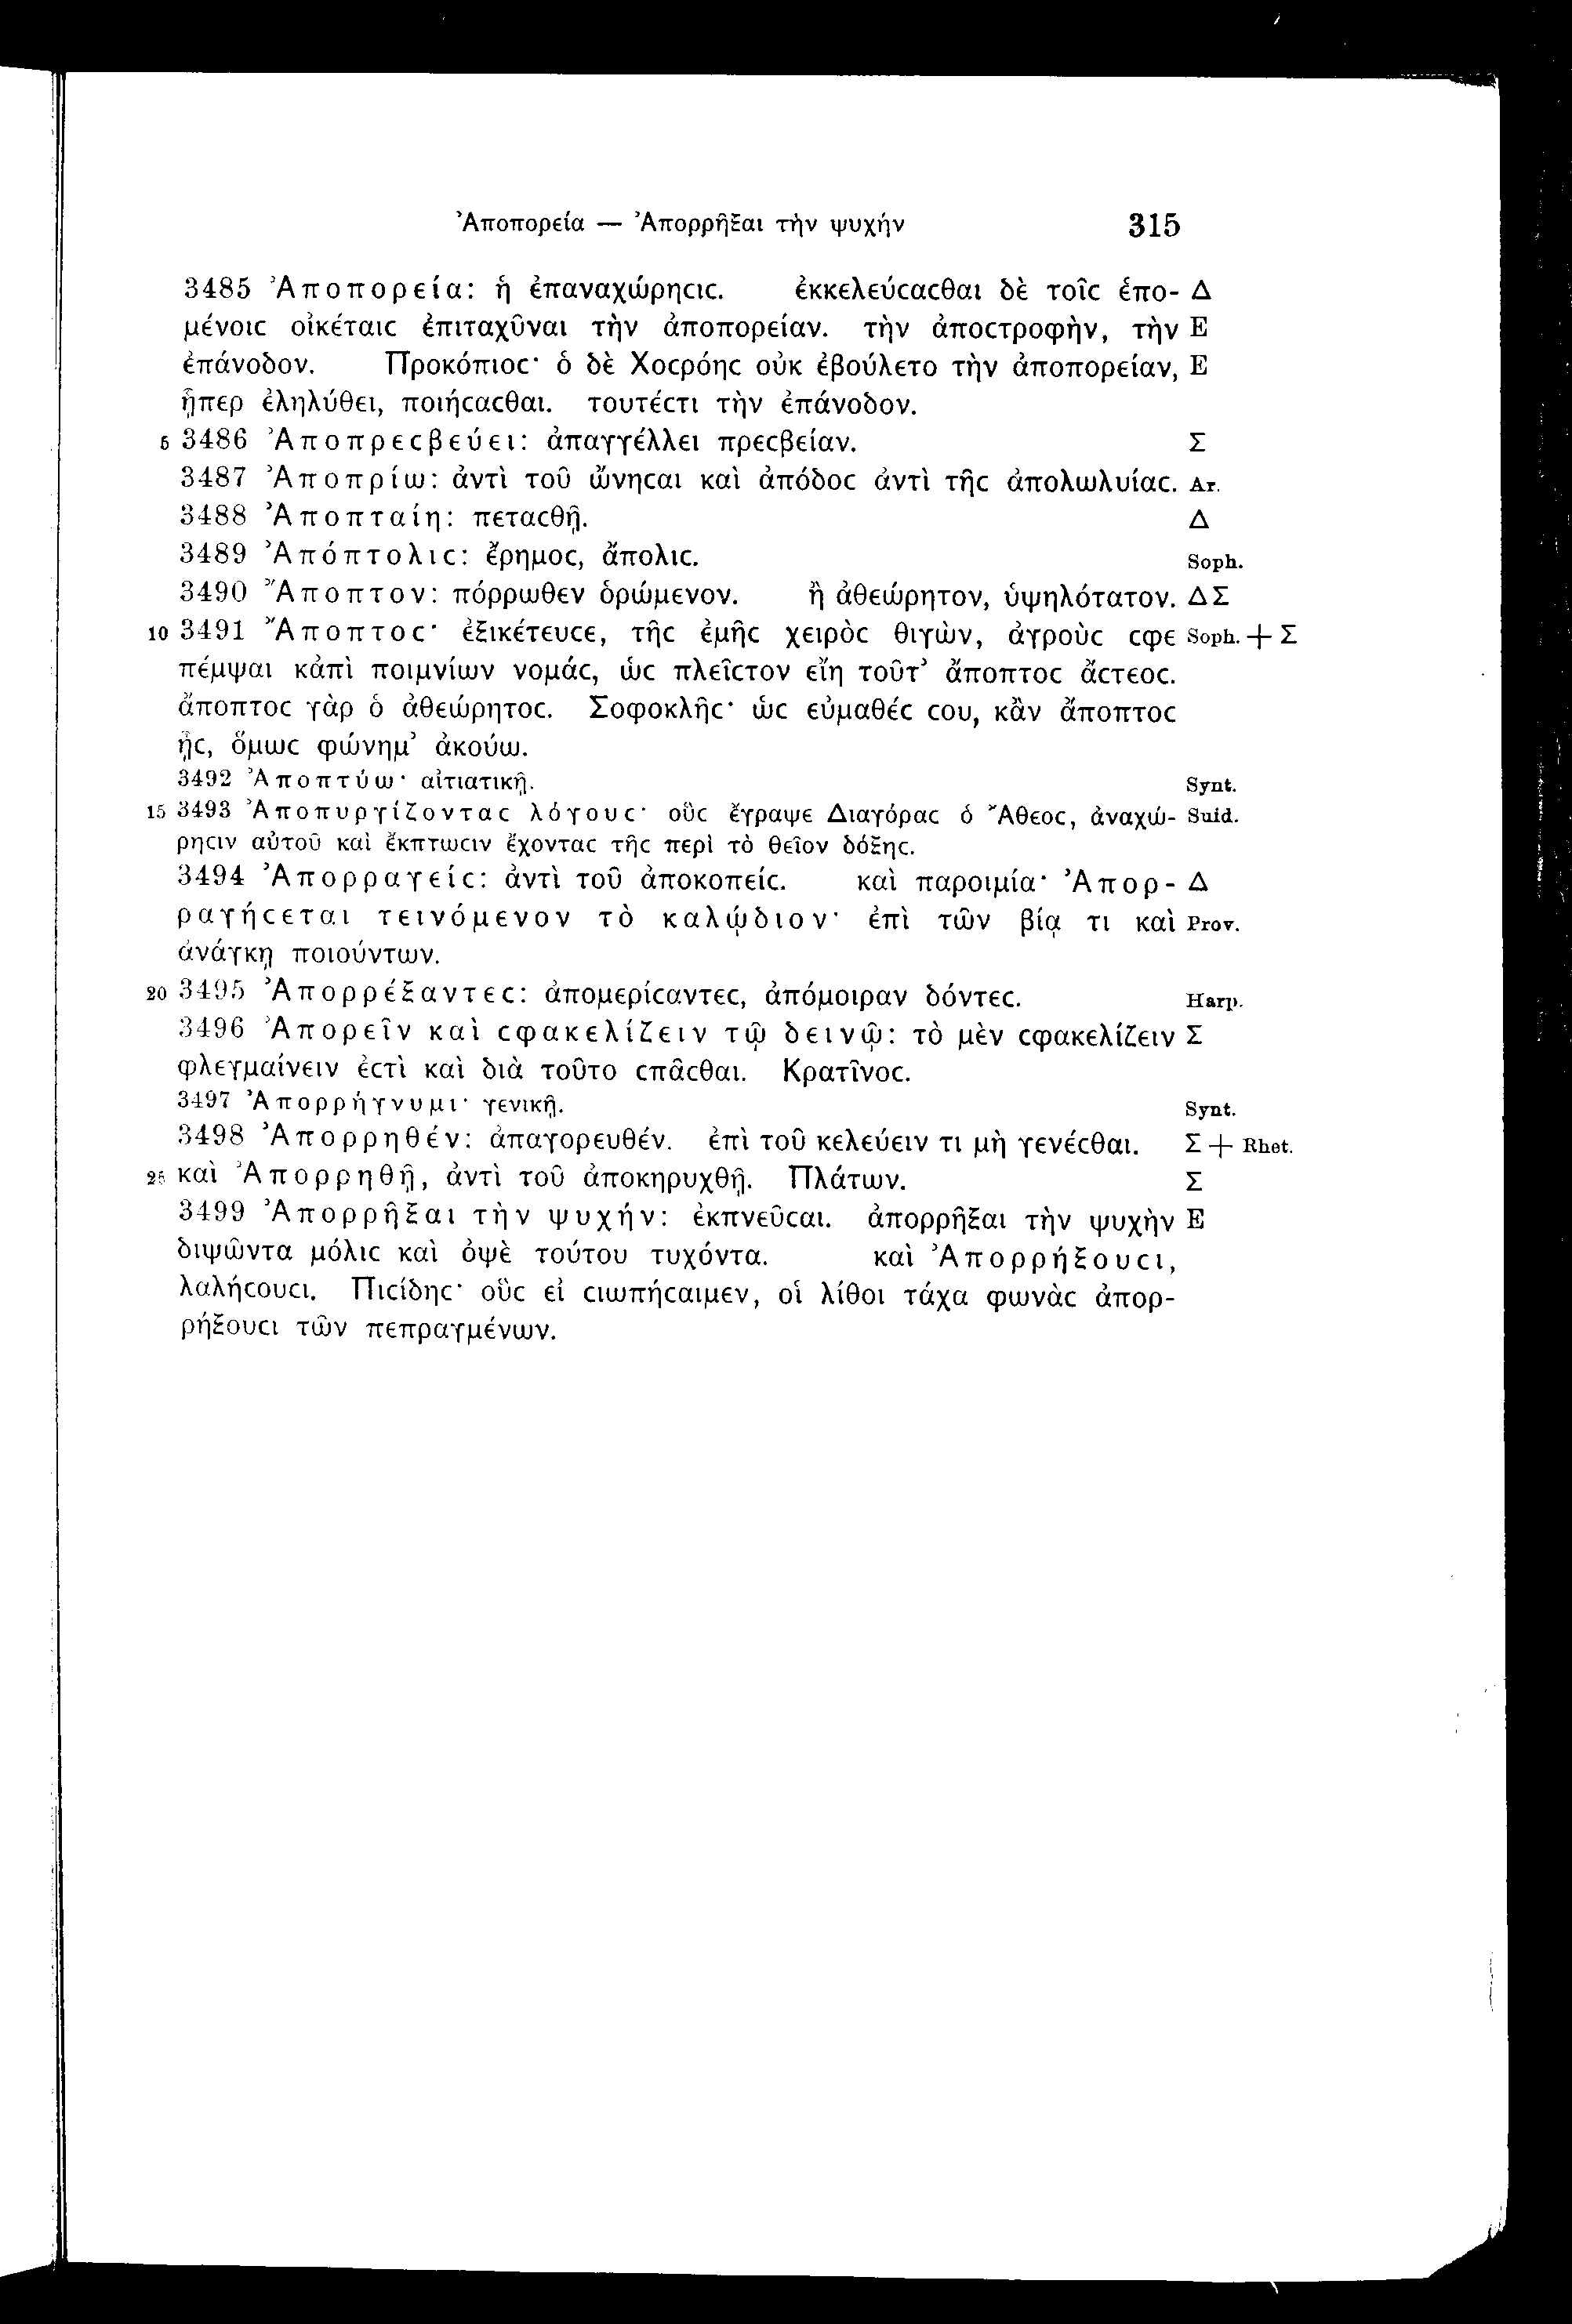 Ἀποπορεία — Ἀπορρῆξαι τὴν ψυχήν 315
3485 Ἀποπορεία: ἡ ἐπαναχώρηϲιϲ. ἐκκελεύϲαϲθαι δὲ τοῖϲ ἑπο- Δ
μένοιϲ οἰκέταιϲ ἐπιταχῦναι τὴν ἀποπορείαν. τὴν ἀποϲτροφὴν, τὴν E
ἐπάνοδον. Προκόπιοϲ· ὁ δὲ Χοϲρόηϲ οὐκ ἐβούλετο τὴν ἀποπορείαν, E
ᾗπερ ἐληλύθει, ποιήϲαϲθαι. τουτέϲτι τὴν ἐπάνοδον.
5 3486 Ἀποπρεϲβεύει: ἀπαγγέλλει πρεϲβείαν. Σ
3487 Ἀποπρίω: ἀντὶ τοῦ ὤνηϲαι καὶ ἀπόδοϲ ἀντὶ τῆϲ ἀπολωλυίαϲ. Ar.
3488 Ἀποπταίη: πεταϲθῇ. Δ
3489 Ἀπόπτολιϲ: ἔρημοϲ, ἄπολιϲ. Soph.
3490 Ἄποπτον: πόρρωθεν ὁρώμενον. ἢ ἀθεώρητον, ὑψηλότατον. ΔΣ
10 3491 Ἄποπτοϲ· ἐξικέτευϲε, τῆϲ ἐμῆϲ χειρὸϲ θιγὼν, ἀγροὺϲ ϲφε Soph. + Σ
πέμψαι κἀπὶ ποιμνίων νομάϲ, ὡϲ πλεῖϲτον εἴη τοῦτ’ ἄποπτοϲ ἄϲτεοϲ.
ἄποπτοϲ γὰρ ὁ ἀθεώρητοϲ. Σοφοκλῆϲ· ὡϲ εὐμαθέϲ ϲου, κἂν ἄποπτοϲ
ᾖϲ, ὅμωϲ φώνημ’ ἀκούω.
3492 Ἀποπτύω· αἰτιατικῇ. Synt.
15 3493 Ἀποπυργίζονταϲ λόγουϲ· οὓϲ ἔγραψε Διαγόραϲ ὁ Ἄθεοϲ, ἀναχώ- Suid.
ρηϲιν αὐτοῦ καὶ ἔκπτωϲιν ἔχονταϲ τῆϲ περὶ τὸ θεῖον δόξηϲ.
3494 Ἀπορραγείϲ: ἀντὶ τοῦ ἀποκοπείϲ. καὶ παροιμία· Ἀπορ- Δ
ραγήϲεται τεινόμενον τὸ καλῴδιον· ἐπὶ τῶν βίᾳ τι καὶ Prov.
ἀνάγκῃ ποιούντων.
20 3495 Ἀπορρέξαντεϲ: ἀπομερίϲαντεϲ, ἀπόμοιραν δόντεϲ. Harp.
3496 Ἀπορεῖν καὶ ϲφακελίζειν τῷ δεινῷ: τὸ μὲν ϲφακελίζειν Σ
φλεγμαίνειν ἐϲτὶ καὶ διὰ τοῦτο ϲπᾶϲθαι. Κρατῖνοϲ.
3497 Ἀπορρήγνυμι· γενικῇ. Synt.
3498 Ἀπορρηθέν: ἀπαγορευθέν. ἐπὶ τοῦ κελεύειν τι μὴ γενέϲθαι. Σ + Rhet.
25 καὶ Ἀπορρηθῇ, ἀντὶ τοῦ ἀποκηρυχθῇ. Πλάτων. Σ
3499 Ἀπορρῆξαι τὴν ψυχήν: ἐκπνεῦϲαι. ἀπορρῆξαι τὴν ψυχὴν E
διψῶντα μόλιϲ καὶ ὀψὲ τούτου τυχόντα. καὶ Ἀπορρήξουϲι,
λαλήϲουϲι. Πιϲίδηϲ· οὓϲ εἰ ϲιωπήϲαιμεν, οἱ λίθοι τάχα φωνὰϲ ἀπορ-
ρήξουϲι τῶν πεπραγμένων.